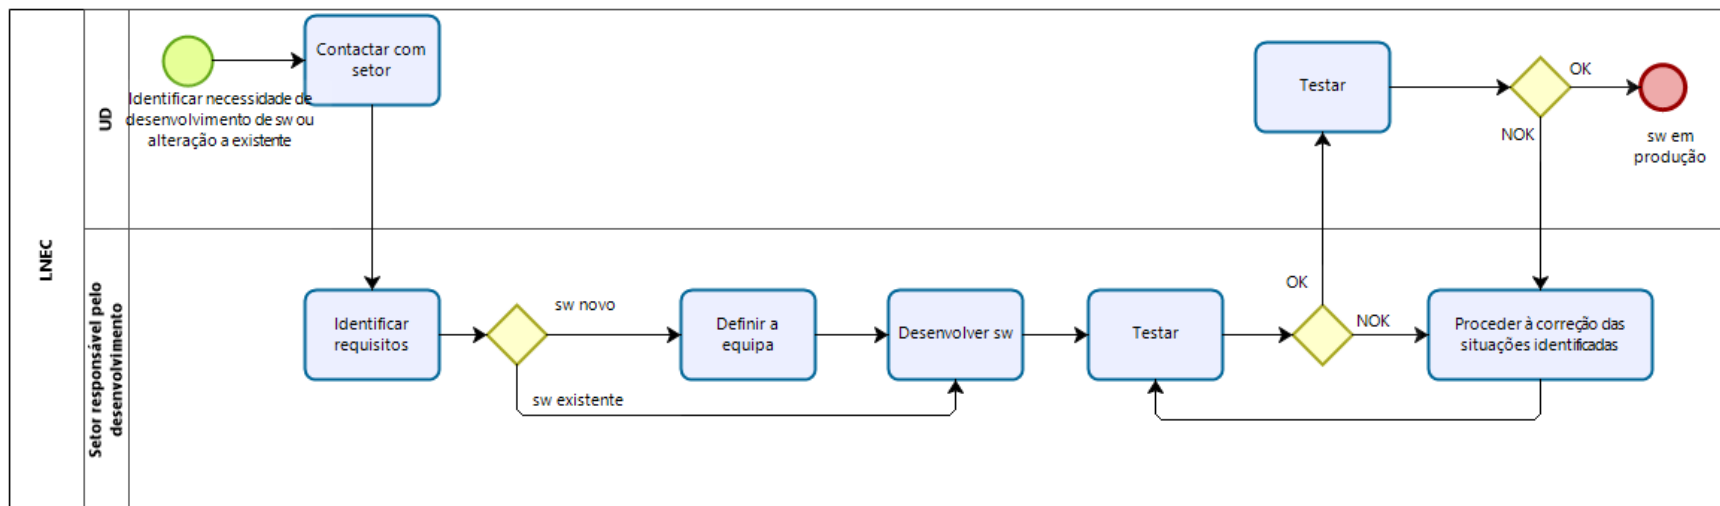 LNEC
UD
Identificar necessidade de
desenvolvimento de sw ou
alteração a existente
Contactar com
setor
Testar
OK
NOK
sw em
produção
Setor responsável pelo
desenvolvimento
Identificar
requisitos
sw novo
sw existente
Definir a
equipa
Desenvolver sw
Testar
OK
NOK
Proceder à correção das
situações identificadas